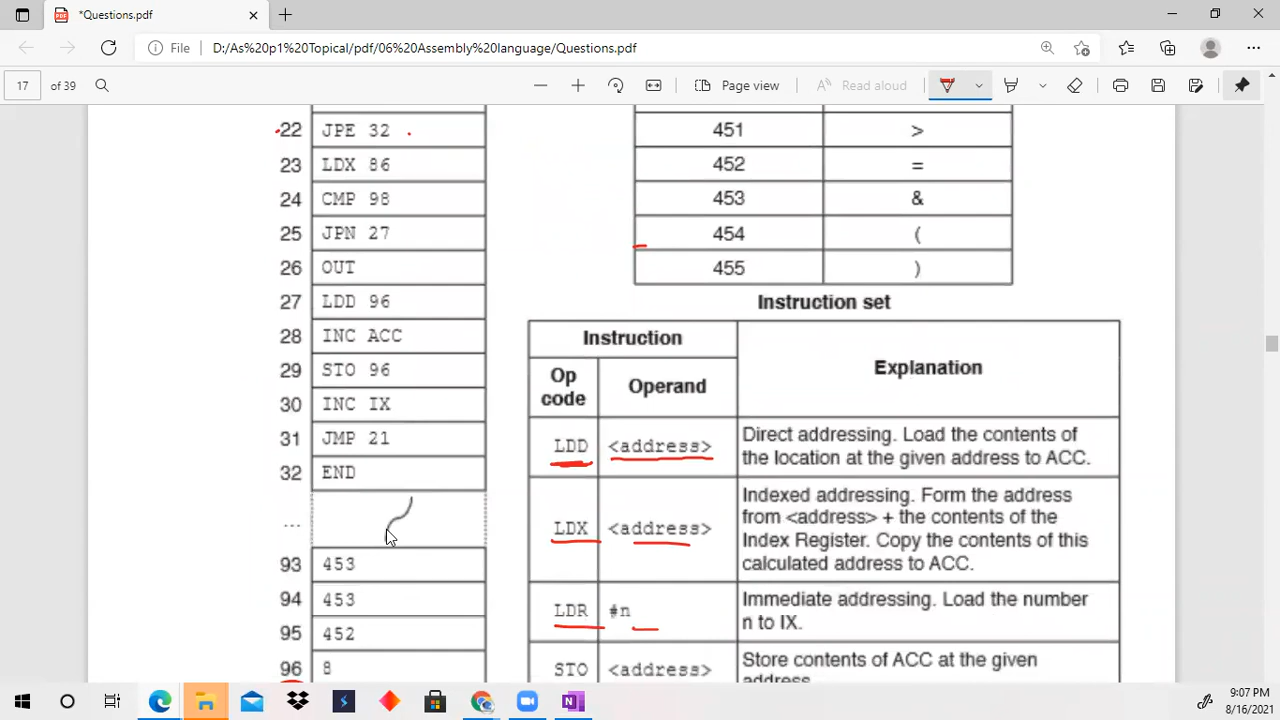 *Questions.pdf
File D:/As%20p1%20Topical/pdf/06%20Assembly%20language/Questions.pdf
17 of 39 Page view Read aloud
22 JPE 32
23 LDX 86
24 CMP 98
25 JPN 27
26 OUT
27 LDD 96
28 INC ACC
29 STO 96
30 INC IX
31 JMP 21
32 END
...
93 453
94 453
95 452
96 8
451 >
452 =
453 &
454 (
455 )
Instruction set
Instruction
Explanation
Op code
Operand
LDD <address> Direct addressing. Load the contents of
the location at the given address to ACC.
LDX <address> Indexed addressing. Form the address
from <address> + the contents of the
Index Register. Copy the contents of this
calculated address to ACC.
LDR #n Immediate addressing. Load the number
n to IX.
STO <address> Store contents of ACC at the given
address.
9:07 PM
8/16/2021